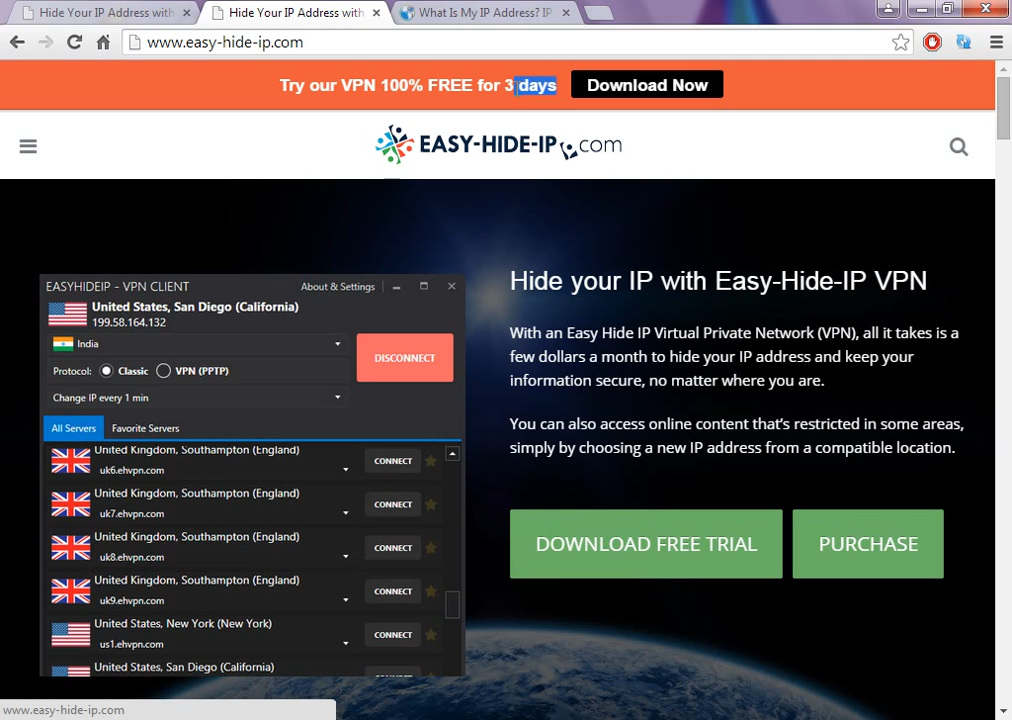 Hide Your IP Address with
Hide Your IP Address with
What Is My IP Address? IP
www.easy-hide-ip.com
Try our VPN 100% FREE for 3 days
Download Now
EASY-HIDE-IP.com
EASYHIDEIP - VPN CLIENT
About & Settings
United States, San Diego (California)
199.58.164.132
India
DISCONNECT
Protocol: Classic VPN (PPTP)
Change IP every 1 min
All Servers
Favorite Servers
United Kingdom, Southampton (England)
uk6.ehvpn.com
CONNECT
United Kingdom, Southampton (England)
uk7.ehvpn.com
CONNECT
United Kingdom, Southampton (England)
uk8.ehvpn.com
CONNECT
United Kingdom, Southampton (England)
uk9.ehvpn.com
CONNECT
United States, New York (New York)
us1.ehvpn.com
CONNECT
United States, San Diego (California)
Hide your IP with Easy-Hide-IP VPN
With an Easy Hide IP Virtual Private Network (VPN), all it takes is a
few dollars a month to hide your IP address and keep your
information secure, no matter where you are.
You can also access online content that's restricted in some areas,
simply by choosing a new IP address from a compatible location.
DOWNLOAD FREE TRIAL
PURCHASE
www.easy-hide-ip.com